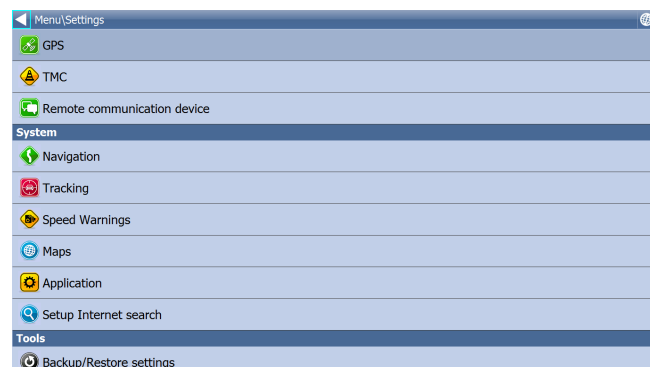 Menu\Settings
GPS
TMC
Remote communication device
System
Navigation
Tracking
Speed Warnings
Maps
Application
Setup Internet search
Tools
Backup/Restore settings